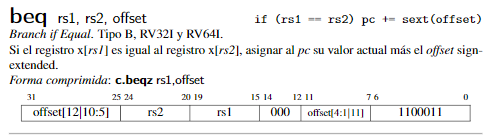 beq rs1, rs2, offset if (rs1 == rs2) pc += sext(offset)
Branch if Equal. Tipo B, RV32I y RV64I.
Si el registro x[rs1] es igual al registro x[rs2], asignar al pc su valor actual más el offset sign-
extended.
Forma comprimida: c.beqz rs1,offset
31 25 24 20 19 15 14 12 11 7 6 0
offset[12|10:5] rs2 rs1 000 offset[4:1|11] 1100011